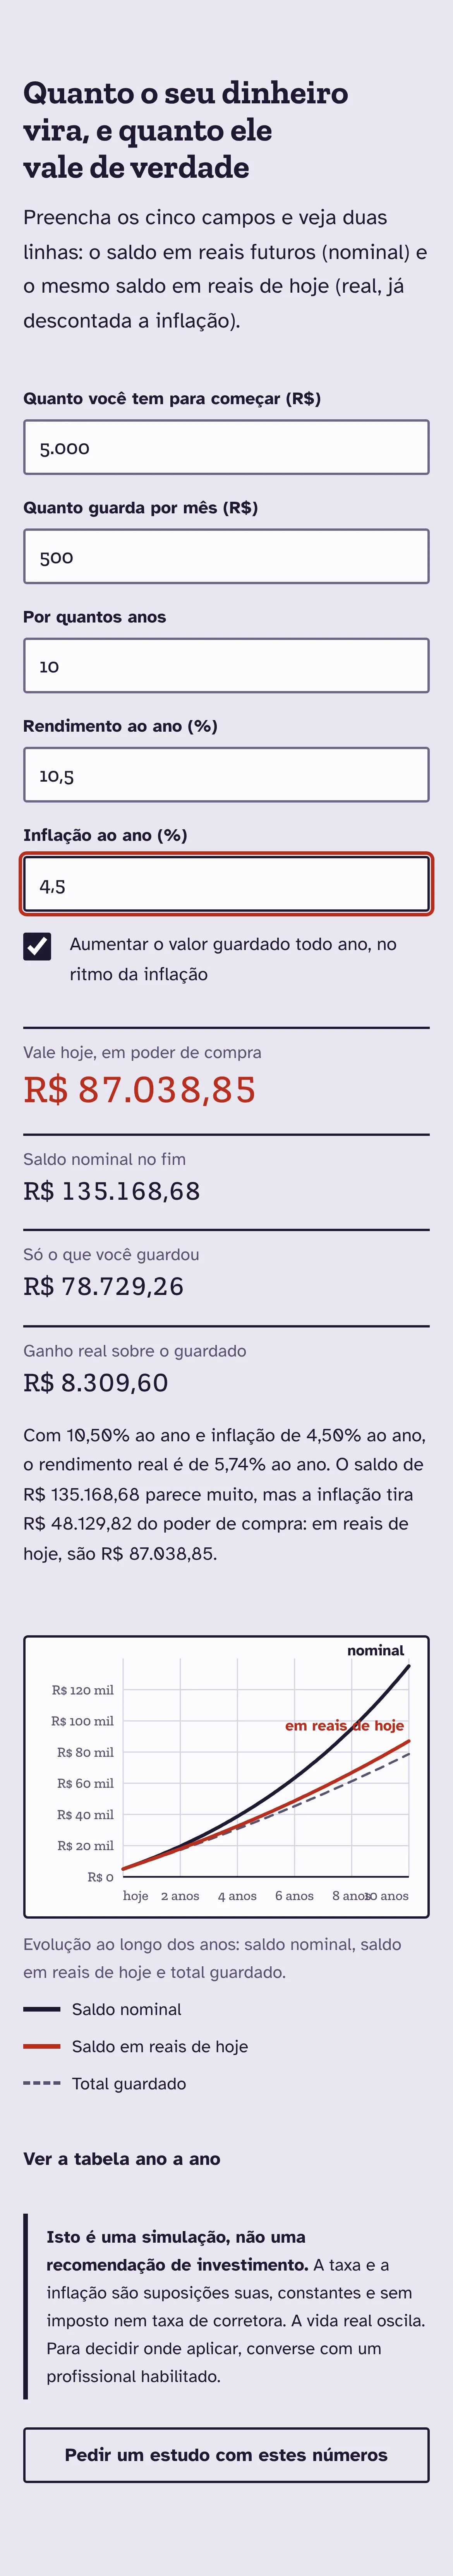 Quanto o seu dinheiro
vira, e quanto ele
vale de verdade
Preencha os cinco campos e veja duas
linhas: o saldo em reais futuros (nominal) e
o mesmo saldo em reais de hoje (real, já
descontada a inflação).
Quanto você tem para começar (R$)
5.000
Quanto guarda por mês (R$)
500
Por quantos anos
10
Rendimento ao ano (%)
10,5
Inflação ao ano (%)
4,5
Aumentar o valor guardado todo ano, no
ritmo da inflação
Vale hoje, em poder de compra
R$ 87.038,85
Saldo nominal no fim
R$ 135.168,68
Só o que você guardou
R$ 78.729,26
Ganho real sobre o guardado
R$ 8.309,60
Com 10,50% ao ano e inflação de 4,50% ao ano,
o rendimento real é de 5,74% ao ano. O saldo de
R$ 135.168,68 parece muito, mas a inflação tira
R$ 48.129,82 do poder de compra: em reais de
hoje, são R$ 87.038,85.
nominal
R$ 120 mil
R$ 100 mil
em reais de hoje
R$ 80 mil
R$ 60 mil
R$ 40 mil
R$ 20 mil
R$ 0
hoje 2 anos 4 anos 6 anos 8 anos 10 anos
Evolução ao longo dos anos: saldo nominal, saldo
em reais de hoje e total guardado.
Saldo nominal
Saldo em reais de hoje
Total guardado
Ver a tabela ano a ano
Isto é uma simulação, não uma
recomendação de investimento. A taxa e a
inflação são suposições suas, constantes e sem
imposto nem taxa de corretora. A vida real oscila.
Para decidir onde aplicar, converse com um
profissional habilitado.
Pedir um estudo com estes números